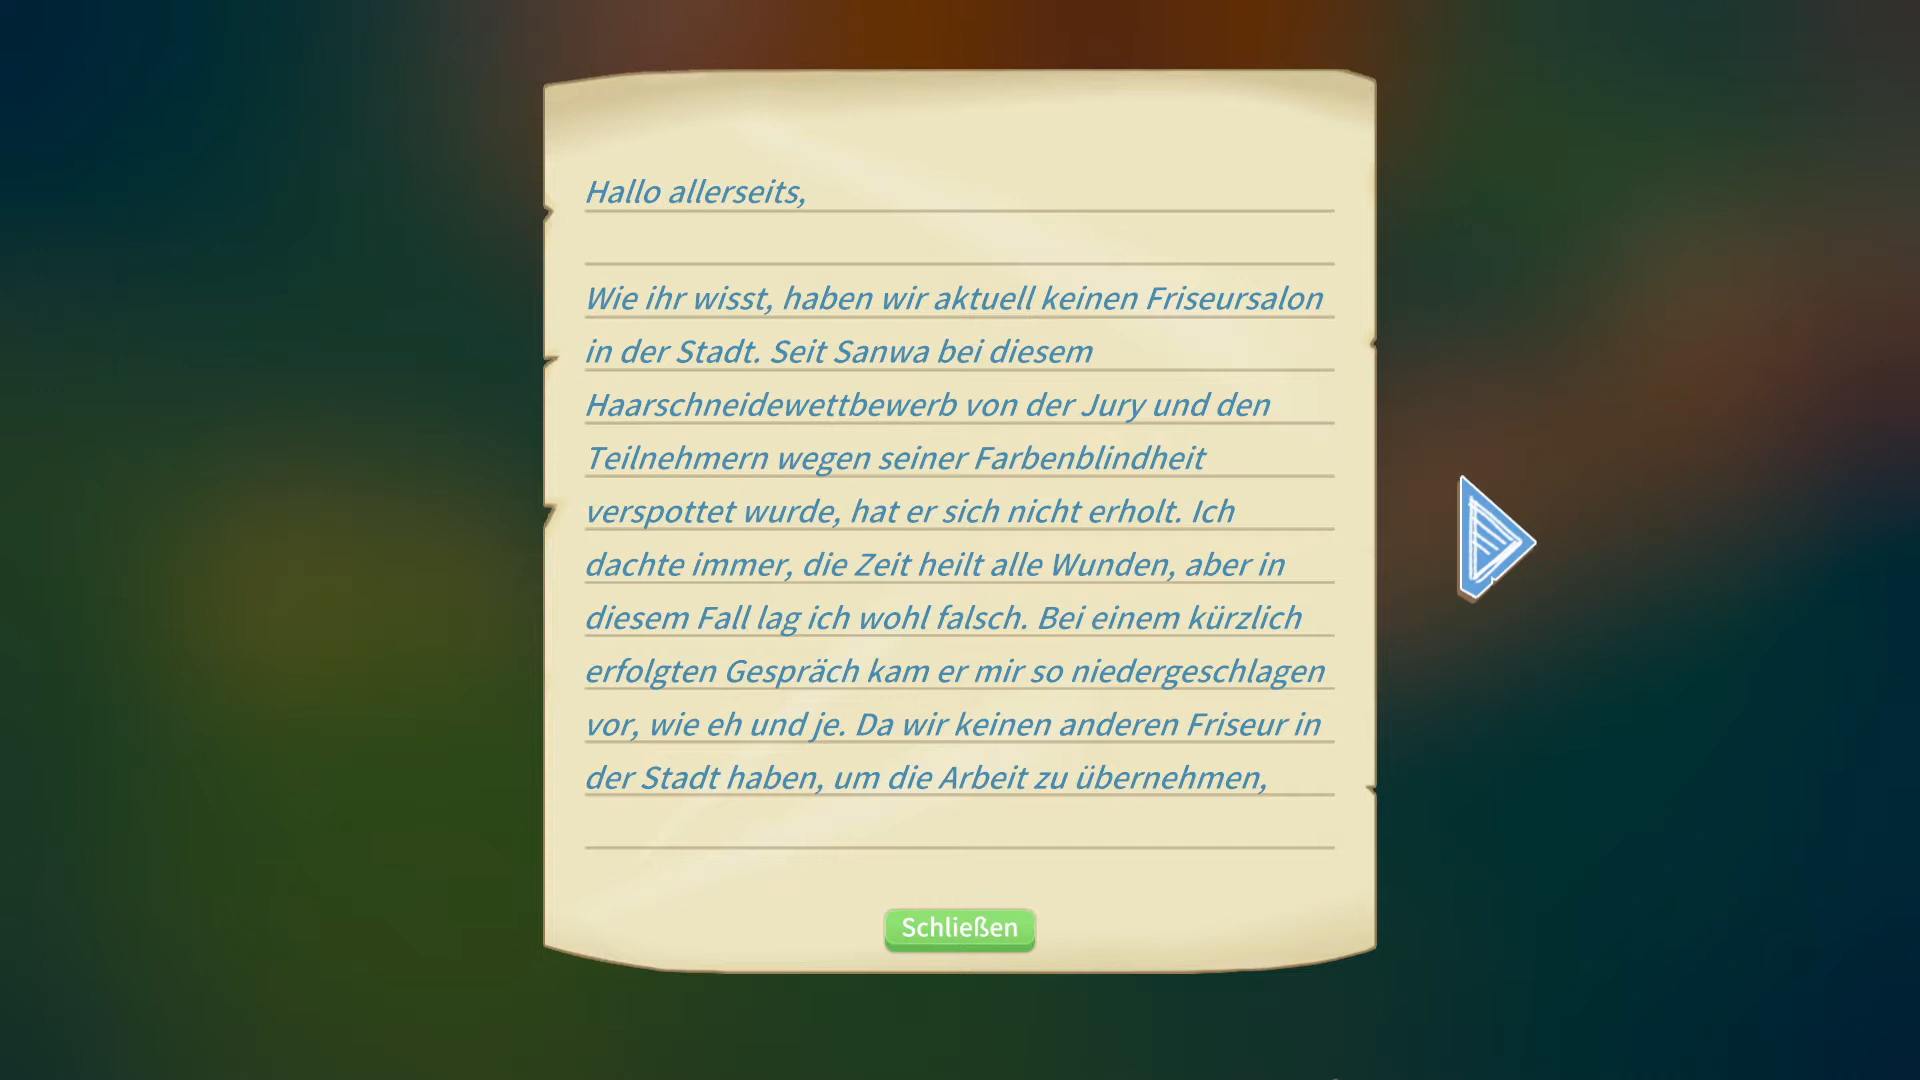 Hallo allerseits,
Wie ihr wisst, haben wir aktuell keinen Friseursalon
in der Stadt. Seit Sanwa bei diesem
Haarschneidewettbewerb von der Jury und den
Teilnehmern wegen seiner Farbenblindheit
verspottet wurde, hat er sich nicht erholt. Ich
dachte immer, die Zeit heilt alle Wunden, aber in
diesem Fall lag ich wohl falsch. Bei einem kürzlich
erfolgten Gespräch kam er mir so niedergeschlagen
vor, wie eh und je. Da wir keinen anderen Friseur in
der Stadt haben, um die Arbeit zu übernehmen,
Schließen